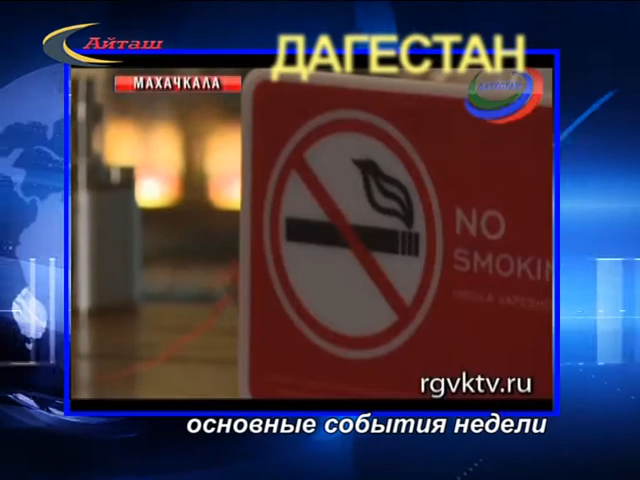 Айташ
ДАГЕСТАН
МАХАЧКАЛА
NO
SMOKIN
rgvktv.ru
основные события недели